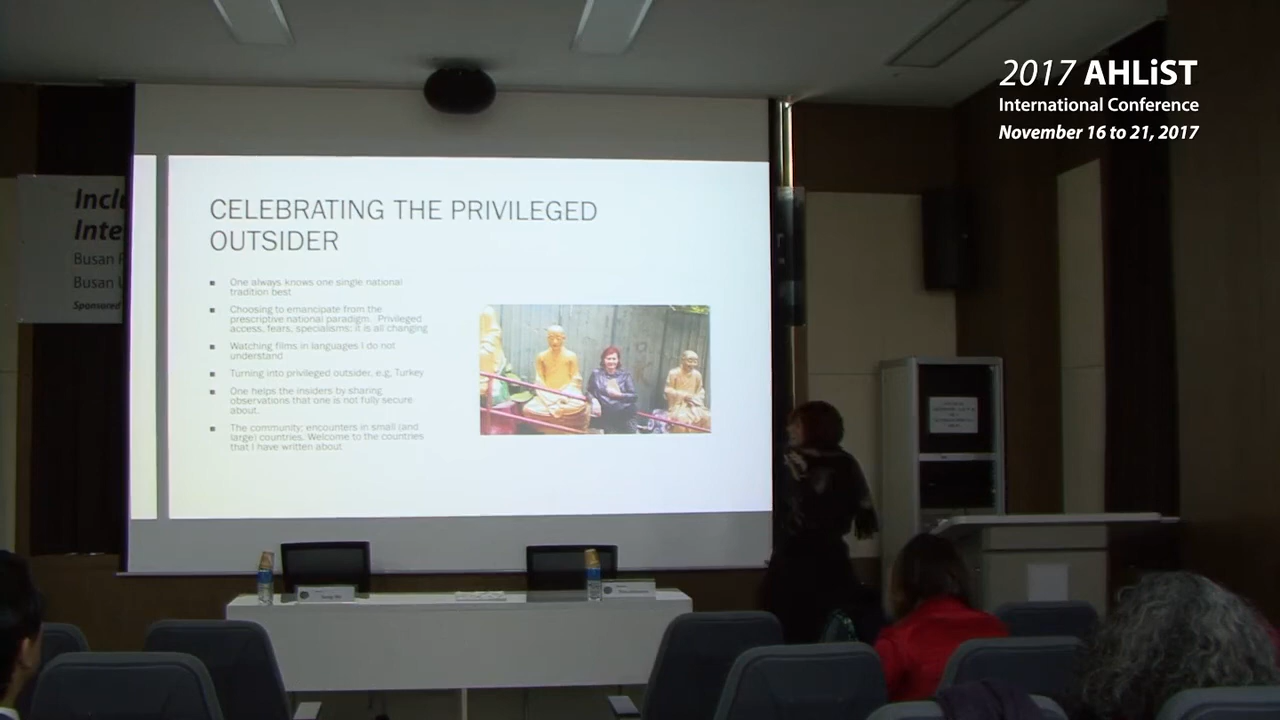 2017 AHLiST
International Conference
November 16 to 21, 2017
Inclu
Inte
Busan
Busan
Sponsored
CELEBRATING THE PRIVILEGED
OUTSIDER
One always knows one single national
tradition best
Choosing to emancipate from the
prescriptive national paradigm. Privileged
access, fears, specialisms; it is all changing
Watching films in languages I do not
understand
Turning into privileged outsider, e.g, Turkey
One helps the insiders by sharing
observations that one is not fully secure
about.
The community; encounters in small (and
large) countries. Welcome to the countries
that I have written about